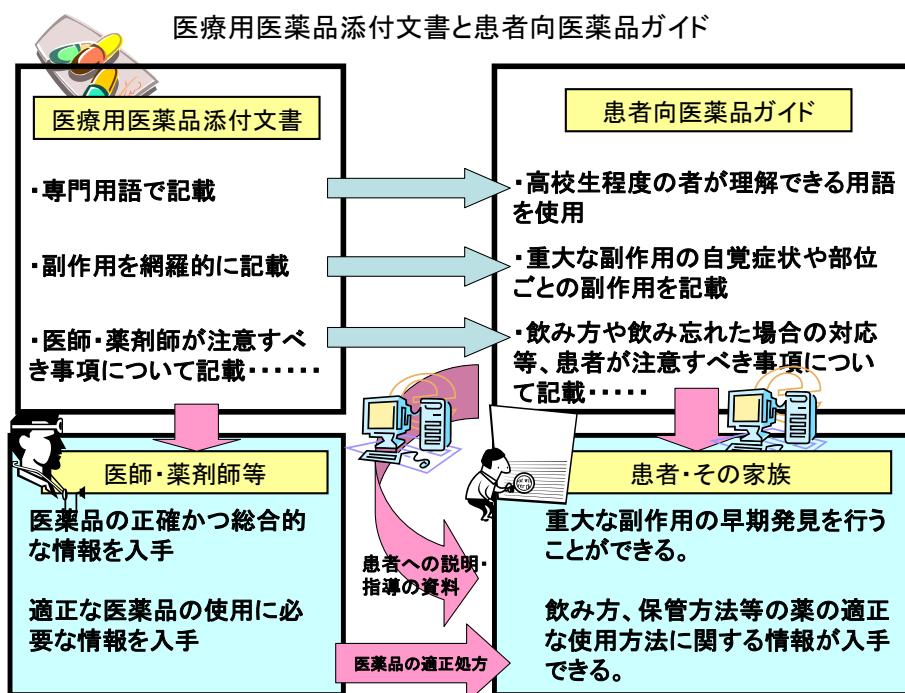 医療用医薬品添付文書と患者向医薬品ガイド
医療用医薬品添付文書
・専門用語で記載
・副作用を網羅的に記載
・医師・薬剤師が注意すべ
き事項について記載‥‥‥
患者向医薬品ガイド
・高校生程度の者が理解できる用語
を使用
・重大な副作用の自覚症状や部位
ごとの副作用を記載
・飲み方や飲み忘れた場合の対応
等、患者が注意すべき事項につい
て記載‥‥・
医師・薬剤師等
医薬品の正確かつ総合的
な情報を入手
適正な医薬品の使用に必
要な情報を入手
患者への説明・
指導の資料
医薬品の適正処方
患者・その家族
重大な副作用の早期発見を行う
ことができる。
飲み方、保管方法等の薬の適正
な使用方法に関する情報が入手
できる。